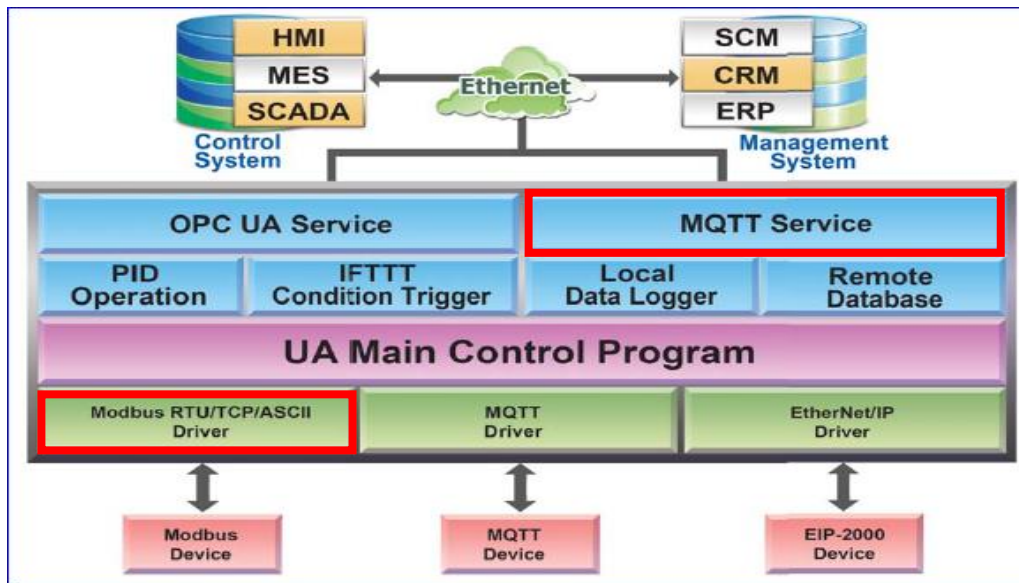 HMI
MES
SCADA
Control
System
Ethernet
SCM
CRM
ERP
Management
System
OPC UA Service
MQTT Service
PID
Operation
IFTTT
Condition Trigger
Local
Data Logger
Remote
Database
UA Main Control Program
Modbus RTU/TCP/ASCII
Driver
MQTT
Driver
EtherNet/IP
Driver
Modbus
Device
MQTT
Device
EIP-2000
Device